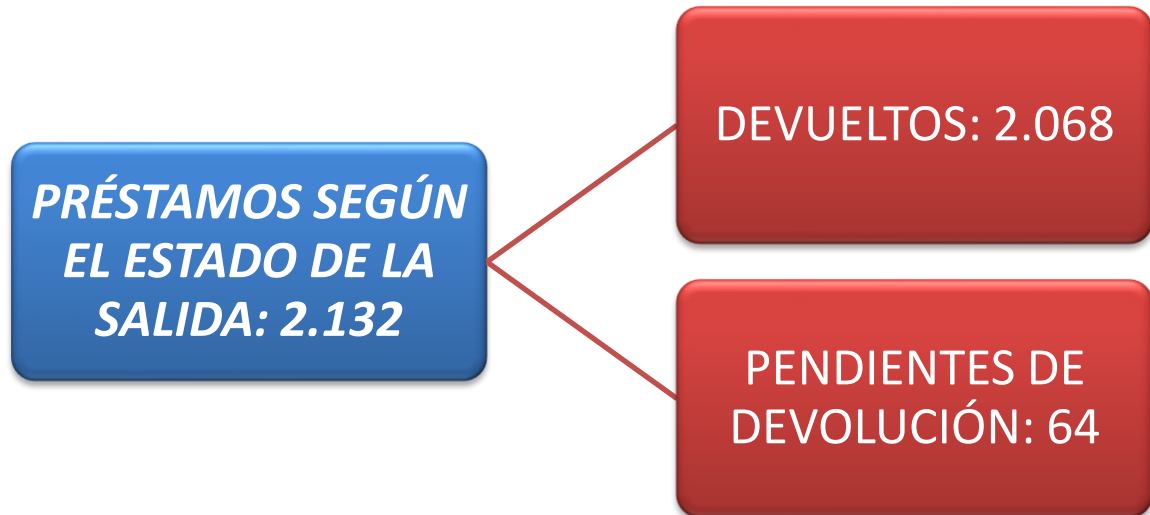 PRÉSTAMOS SEGÚN
EL ESTADO DE LA
SALIDA: 2.132
DEVUELTOS: 2.068
PENDIENTES DE
DEVOLUCIÓN: 64